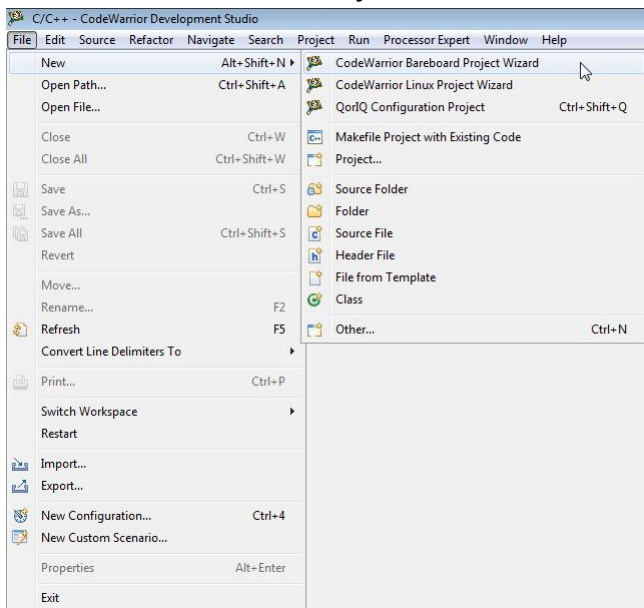 C/C++ - CodeWarrior Development Studio
File Edit Source Refactor Navigate Search Project Run Processor Expert Window Help
New Alt+Shift+N
Open Path... Ctrl+Shift+A
Open File...
Close Ctrl+W
Close All Ctrl+Shift+W
Save Ctrl+S
Save As...
Save All Ctrl+Shift+S
Revert
Move...
Rename... F2
Refresh F5
Convert Line Delimiters To
Print... Ctrl+P
Switch Workspace
Restart
Import...
Export...
New Configuration... Ctrl+4
New Custom Scenario...
Properties Alt+Enter
Exit
CodeWarrior Bareboard Project Wizard
CodeWarrior Linux Project Wizard
QorIQ Configuration Project Ctrl+Shift+Q
Makefile Project with Existing Code
Project...
Source Folder
Folder
Source File
Header File
File from Template
Class
Other... Ctrl+N